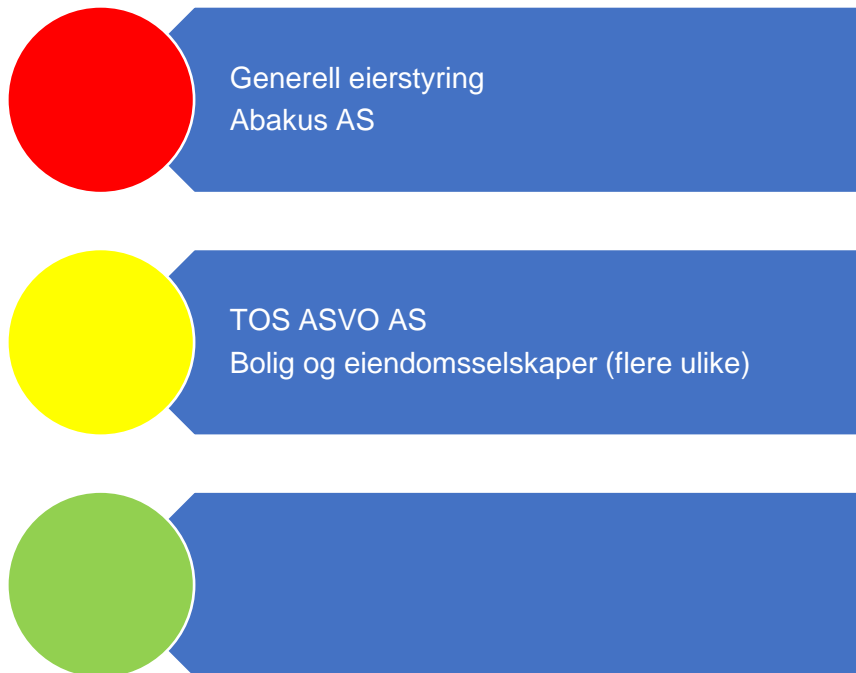 Generell eierstyring
Abakus AS
TOS ASVO AS
Bolig og eiendomsselskaper (flere ulike)